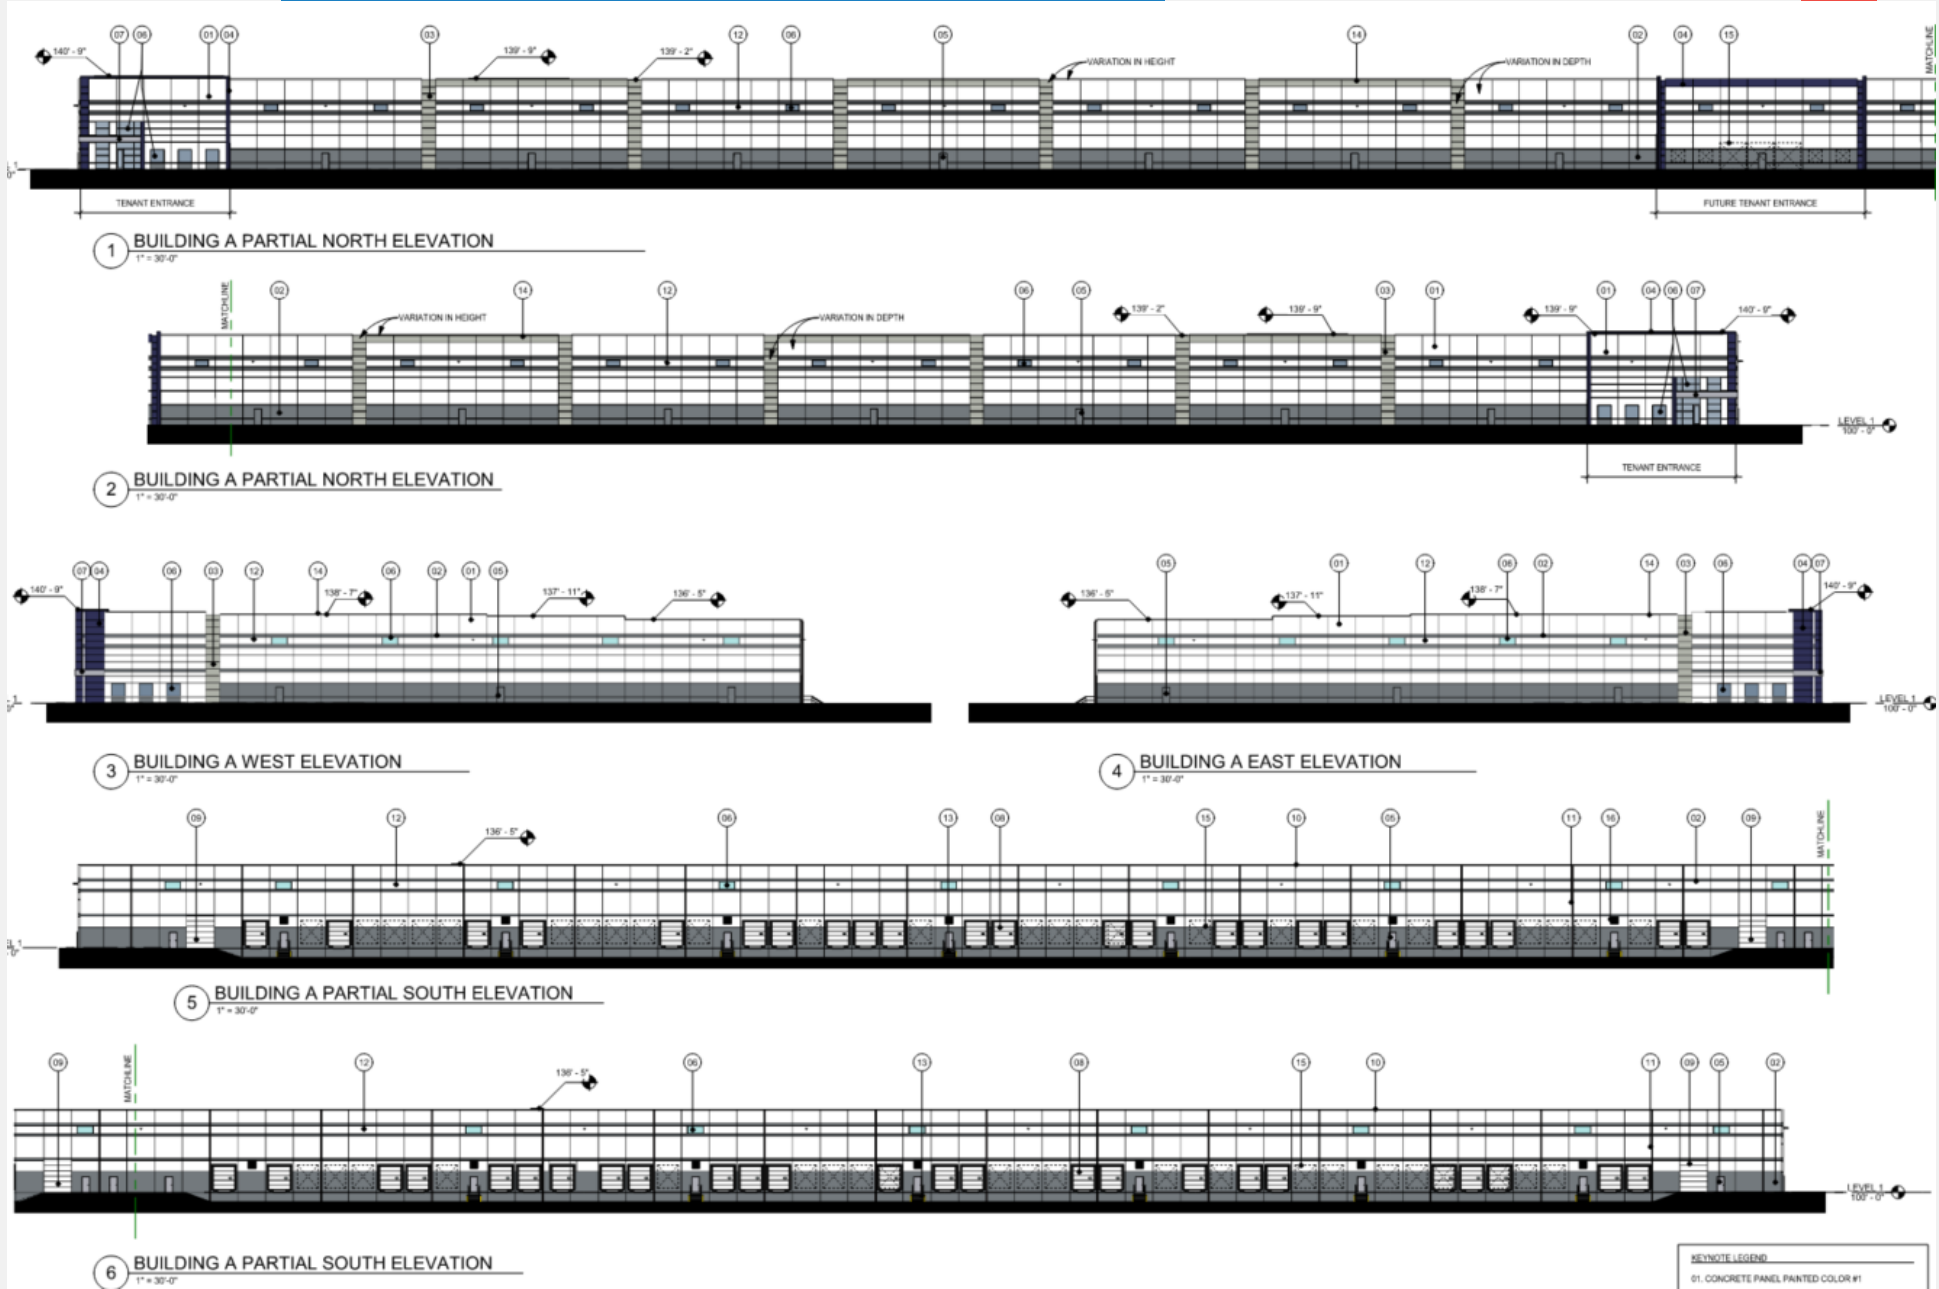 07 06 01 04 03 12 06 05 14 02 04 15
MATCHLINE
140' - 9"
139' - 9"
139' - 2"
VARIATION IN HEIGHT
VARIATION IN DEPTH
TENANT ENTRANCE
FUTURE TENANT ENTRANCE
1 BUILDING A PARTIAL NORTH ELEVATION
1" = 30'-0"
MATCHLINE
02 14 12 06 05 03 01 01 04 06 07
VARIATION IN HEIGHT
VARIATION IN DEPTH
139' - 2"
139' - 9"
139' - 9"
140' - 9"
LEVEL 1
100' - 0"
TENANT ENTRANCE
2 BUILDING A PARTIAL NORTH ELEVATION
1" = 30'-0"
07 04 06 03 12 14 06 02 01 05
140' - 9"
138' - 7"
137' - 11"
136' - 5"
3 BUILDING A WEST ELEVATION
1" = 30'-0"
05 01 12 06 02 14 03 06 04 07
136' - 5"
137' - 11"
138' - 7"
140' - 9"
LEVEL 1
100' - 0"
4 BUILDING A EAST ELEVATION
1" = 30'-0"
09 12 06 13 08 15 10 05 11 16 02 09
136' - 5"
MATCHLINE
5 BUILDING A PARTIAL SOUTH ELEVATION
1" = 30'-0"
09 12 06 13 08 15 10 11 09 05 02
MATCHLINE
136' - 5"
LEVEL 1
100' - 0"
6 BUILDING A PARTIAL SOUTH ELEVATION
1" = 30'-0"
KEYNOTE LEGEND
01. CONCRETE PANEL PAINTED COLOR #1